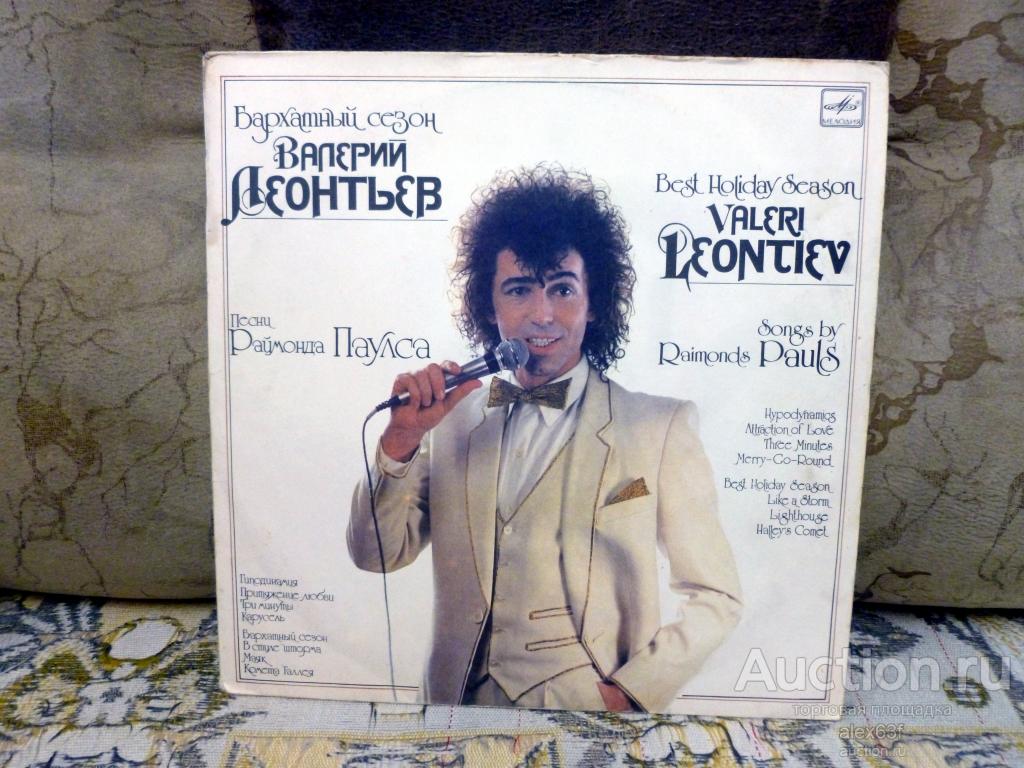 Бархатный сезон
Валерий
Леонтьев
МЕЛОДИЯ
Best Holiday Season
Valeri
Leontiev
Песни
Раймонда Паулса
Songs by
Raimonds Pauls
Hypodynamics
Attraction of Love
Three Minutes
Merry-Go-Round
Best Holiday Season
Like a Storm
Lighthouse
Halley's Comet
Гиподинамия
Притяжение любви
Три минуты
Карусель
Бархатный сезон
В стиле шторма
Маяк
Комета Галлея
Auction.ru
торговая площадка
alex63f
auction.ru